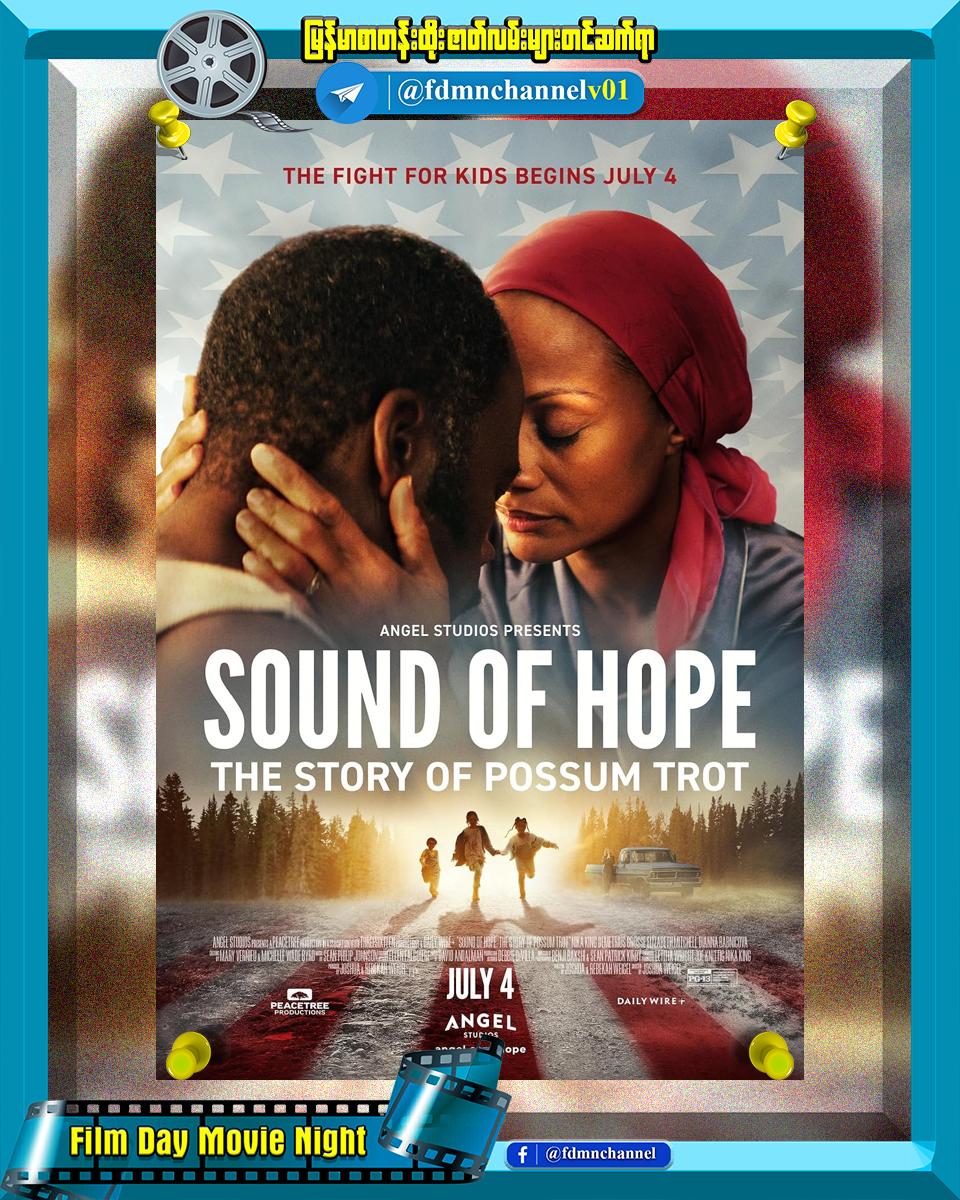 မြန်မာစာတန်းထိုးဇာတ်လမ်းများတင်ဆက်ရာ
@fdmnchannelv01
THE FIGHT FOR KIDS BEGINS JULY 4
ANGEL STUDIOS PRESENTS
SOUND OF HOPE
THE STORY OF POSSUM TROT
JULY 4
PEACETREE
PRODUCTIONS
DAILYWIRE+
ANGEL
STUDIOS
Film Day Movie Night
@fdmnchannel